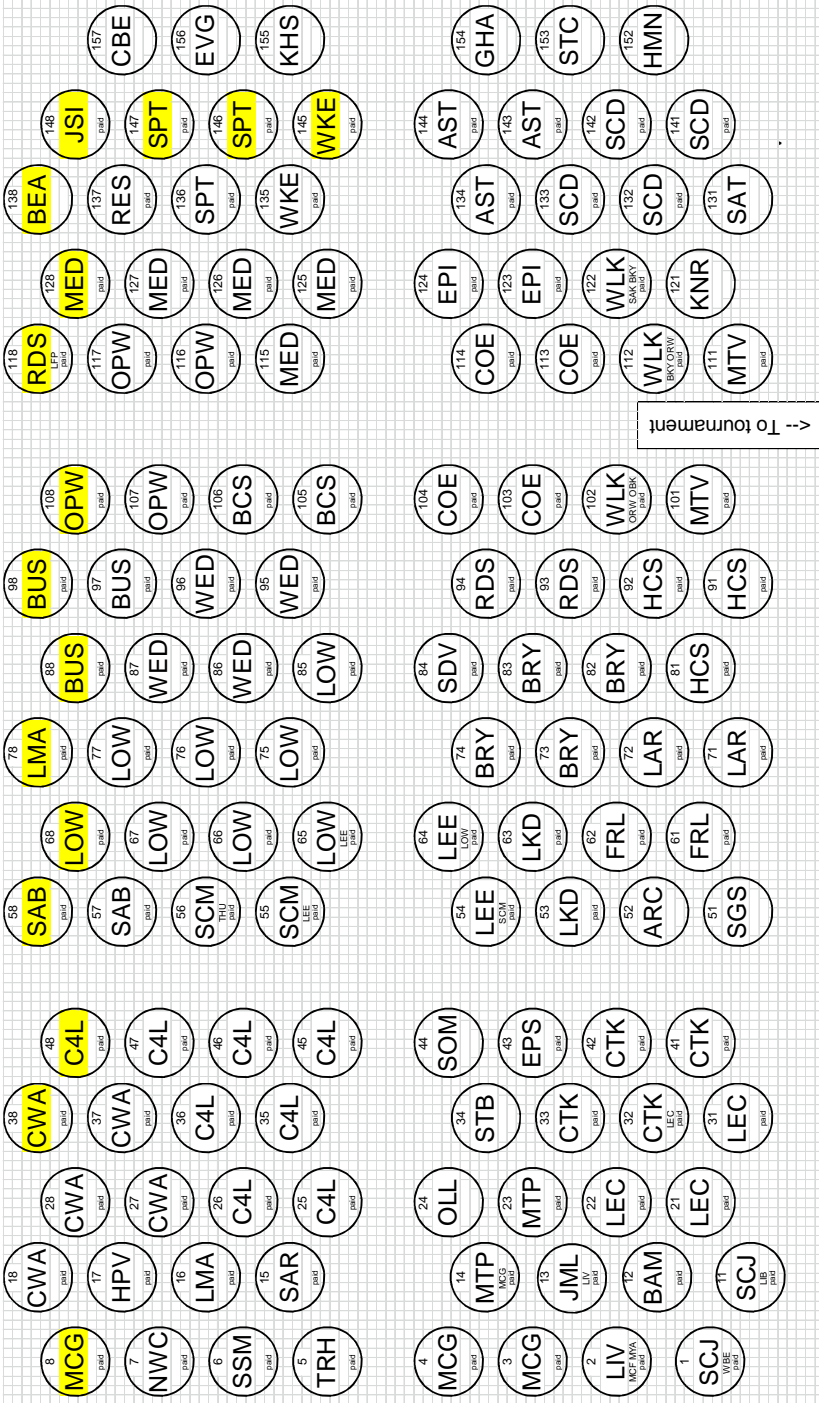 8
MCG
paid
18
CWA
paid
28
CWA
paid
38
CWA
paid
48
C4L
paid
58
SAB
paid
68
LOW
paid
78
LMA
paid
88
BUS
paid
98
BUS
paid
108
OPW
paid
118
RDS
LFP
paid
128
MED
paid
138
BEA
paid
148
JSI
paid
7
NWC
paid
17
HPV
paid
27
CWA
paid
37
CWA
paid
47
C4L
paid
57
SAB
paid
67
LOW
paid
77
LOW
paid
87
WED
paid
97
BUS
paid
107
OPW
paid
117
OPW
paid
127
MED
paid
137
RES
paid
147
SPT
paid
157
CBE
6
SSM
paid
16
LMA
paid
26
C4L
paid
36
C4L
paid
46
C4L
paid
56
SCM
THU
paid
66
LOW
paid
76
LOW
paid
86
WED
paid
96
WED
paid
106
BCS
paid
116
OPW
paid
126
MED
paid
136
SPT
paid
146
SPT
paid
156
EVG
5
TRH
paid
15
SAR
paid
25
C4L
paid
35
C4L
paid
45
C4L
paid
55
SCM
LEE
paid
65
LOW
LEE
paid
75
LOW
paid
85
LOW
paid
95
WED
paid
105
BCS
paid
115
MED
paid
125
MED
paid
135
WKE
paid
145
WKE
paid
155
KHS
4
MCG
paid
14
MTP
MCG
paid
24
OLL
34
STB
44
SOM
54
LEE
SCM
paid
64
LEE
LOW
paid
74
BRY
paid
84
SDV
paid
94
RDS
paid
104
COE
paid
114
COE
paid
124
EPI
paid
134
AST
paid
144
AST
paid
154
GHA
3
MCG
paid
13
JML
LIV
paid
23
MTP
paid
33
CTK
paid
43
EPS
paid
53
LKD
paid
63
LKD
paid
73
BRY
paid
83
BRY
paid
93
RDS
paid
103
COE
paid
113
COE
paid
123
EPI
paid
133
SCD
paid
143
AST
paid
153
STC
2
LIV
MCF MYA
paid
12
BAM
paid
22
LEC
paid
32
CTK
LEC
paid
42
CTK
paid
52
ARC
62
FRL
paid
72
LAR
paid
82
BRY
paid
92
HCS
paid
102
WLK
ORW OBK
paid
112
WLK
BKY ORW
paid
122
WLK
SAK BKY
paid
132
SCD
paid
142
SCD
paid
152
HMN
1
SCJ
WBE
paid
11
SCJ
LIB
paid
21
LEC
paid
31
LEC
paid
41
CTK
paid
51
SGS
paid
61
FRL
paid
71
LAR
paid
81
HCS
paid
91
HCS
paid
101
MTV
paid
111
MTV
paid
121
KNR
paid
131
SAT
paid
141
SCD
paid
<-- To tournament -->